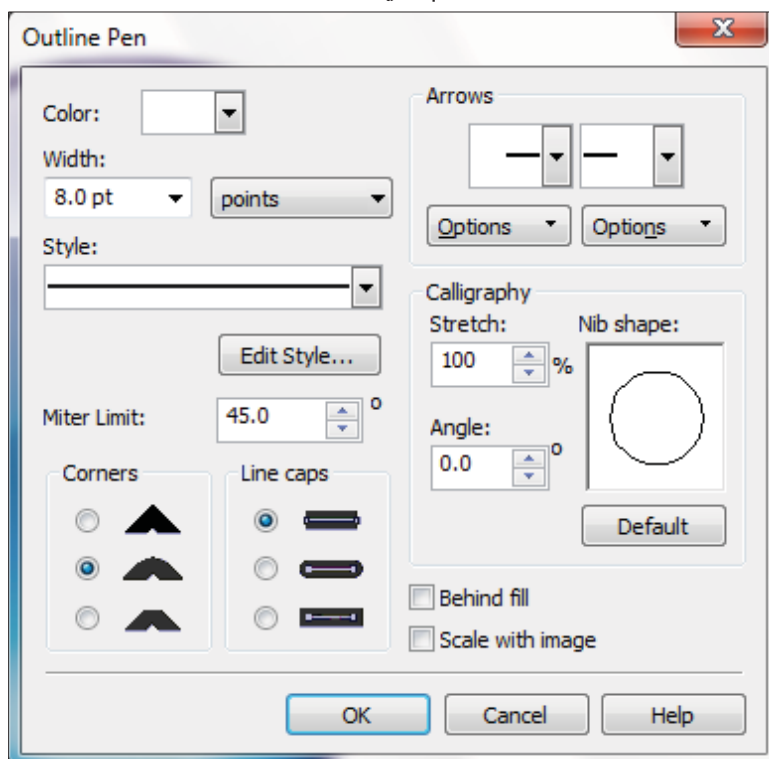 Outline Pen
Color:
Width:
8.0 pt points
Style:
Edit Style...
Miter Limit: 45.0 °
Corners
Line caps
Arrows
Options Options
Calligraphy
Stretch: Nib shape:
100 %
Angle:
0.0 °
Default
Behind fill
Scale with image
OK Cancel Help